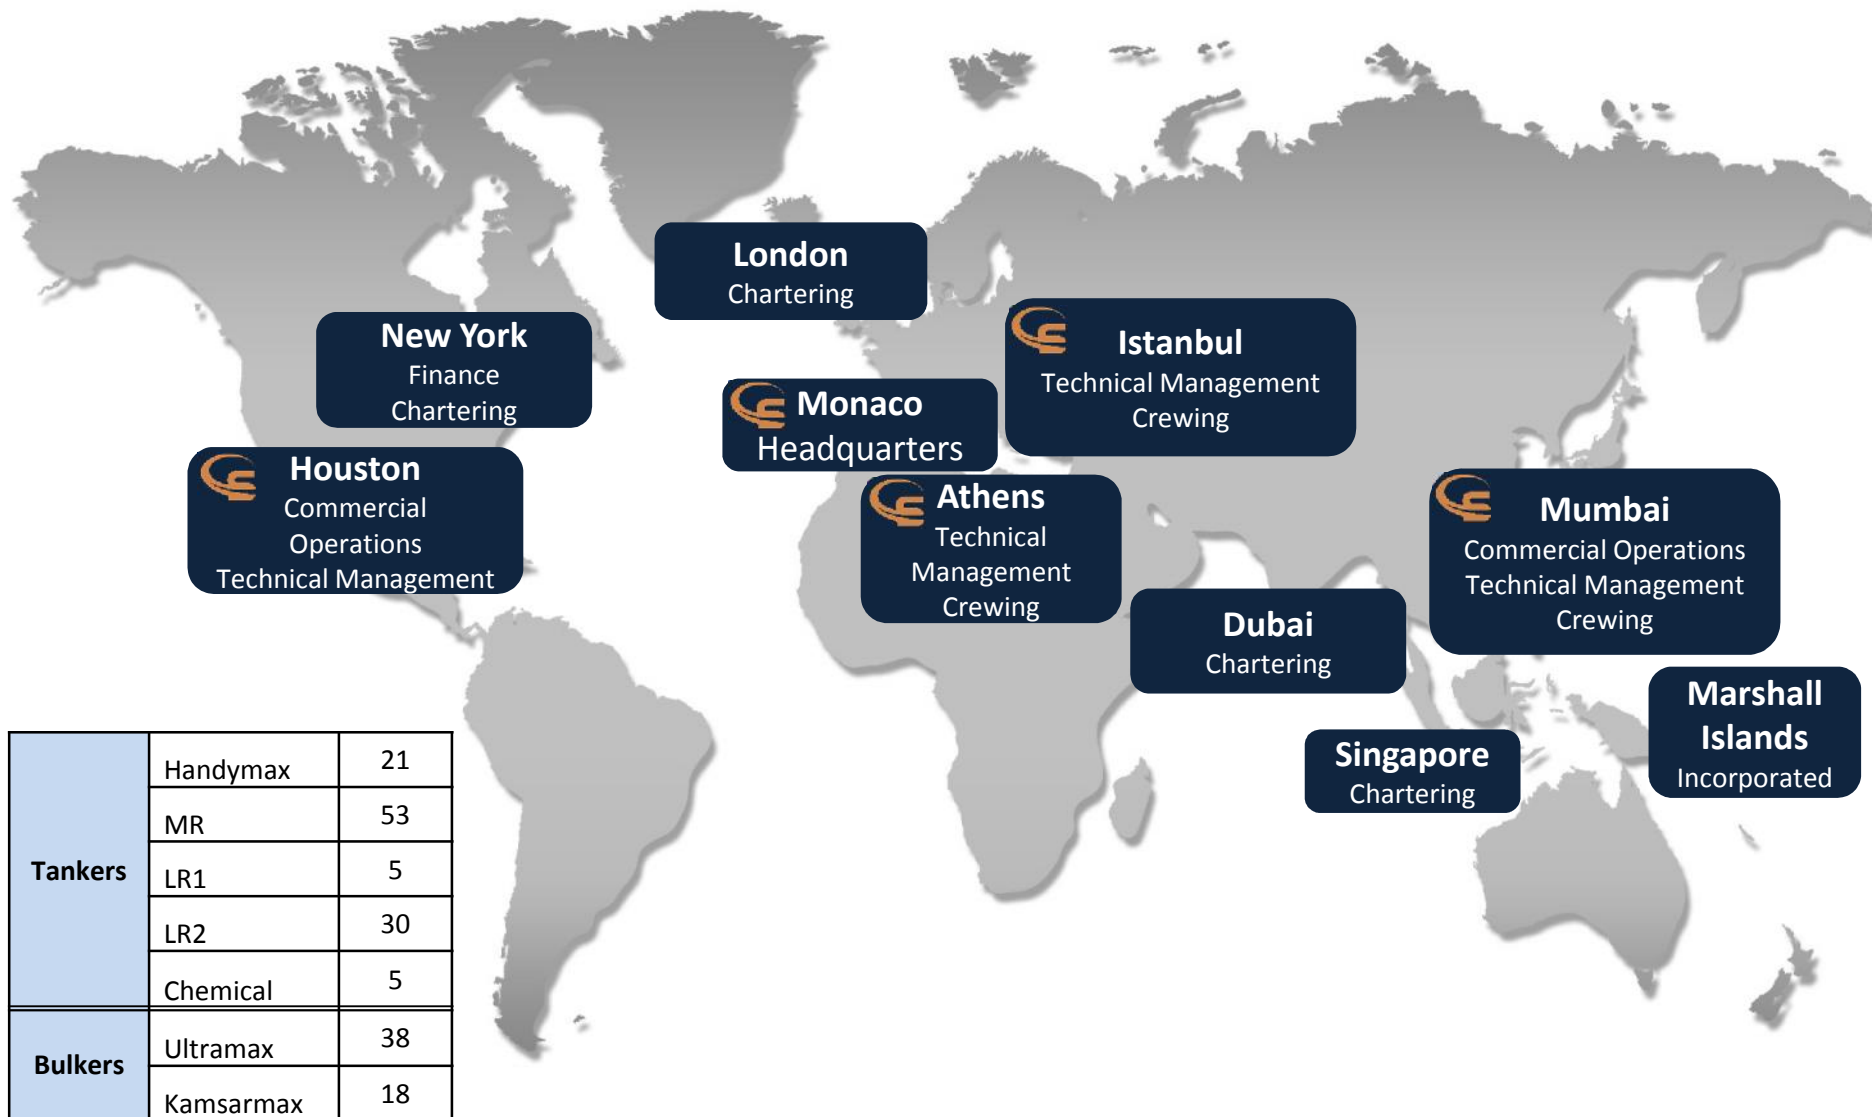 London
Chartering
New York
Finance
Chartering
Istanbul
Technical Management
Crewing
Monaco
Headquarters
Houston
Commercial
Operations
Technical Management
Athens
Technical
Management
Crewing
Mumbai
Commercial Operations
Technical Management
Crewing
Dubai
Chartering
Marshall
Islands
Incorporated
Singapore
Chartering
Tankers
Handymax 21
MR 53
LR1 5
LR2 30
Chemical 5
Bulkers
Ultramax 38
Kamsarmax 18